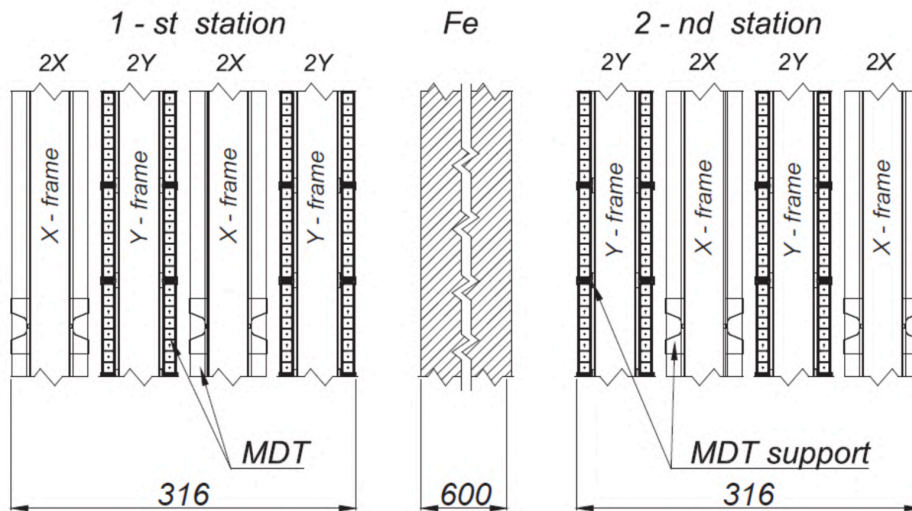 1 - st station Fe 2 - nd station
2X 2Y 2X 2Y 2Y 2X 2Y 2X
X - frame
Y - frame
X - frame
Y - frame
Y - frame
X - frame
Y - frame
X - frame
MDT MDT support
316 600 316